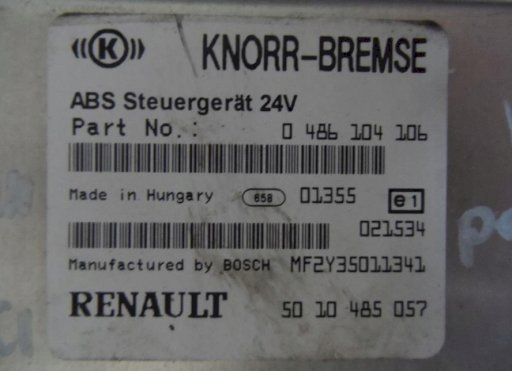 ((K)) KNORR-BREMSE
ABS Steuergerät 24V
Part No.: 0 486 104 106
Made in Hungary 658 01355 e1
021534
Manufactured by BOSCH MF2Y35011341
RENAULT 50 10 485 057